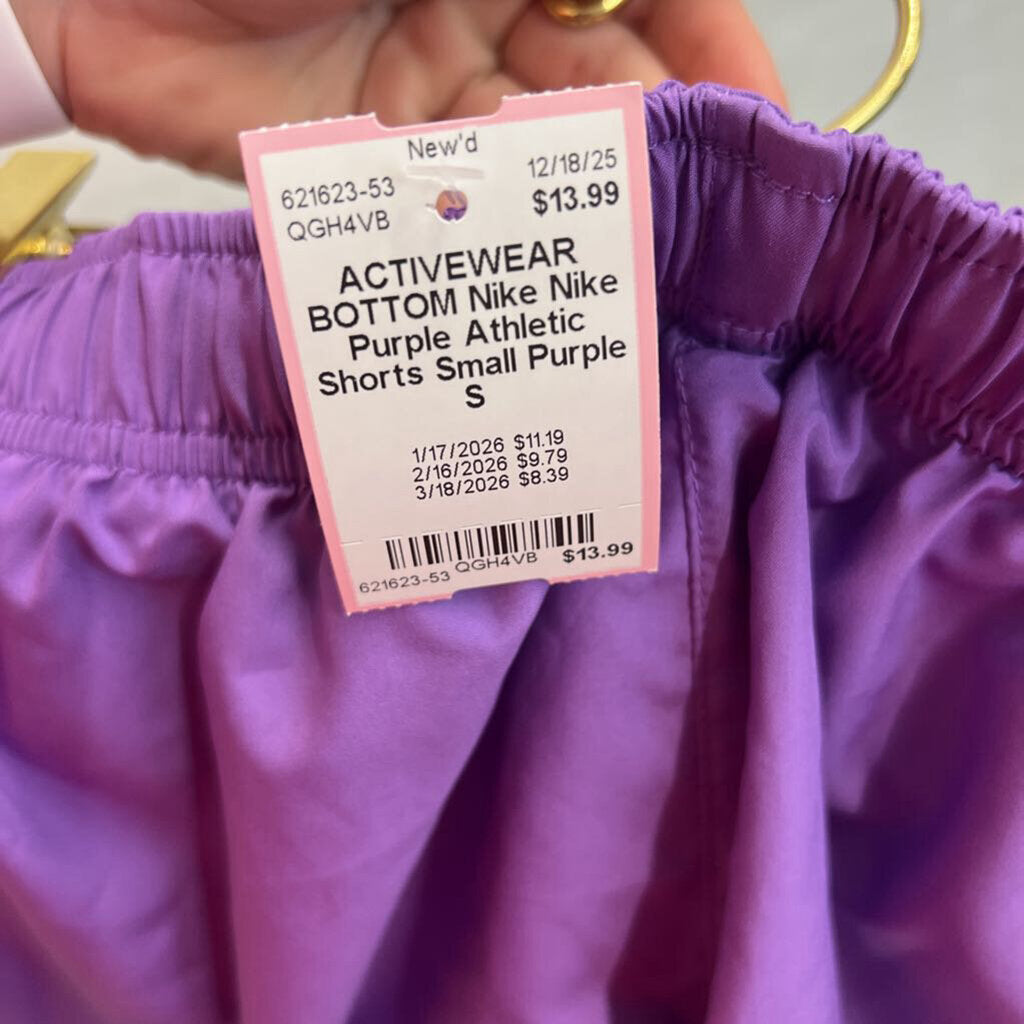 New'd
621623-53 12/18/25
QGH4VB $13.99
ACTIVEWEAR
BOTTOM Nike Nike
Purple Athletic
Shorts Small Purple
S
1/17/2026 $11.19
2/16/2026 $9.79
3/18/2026 $8.39
621623-53 QGH4VB $13.99